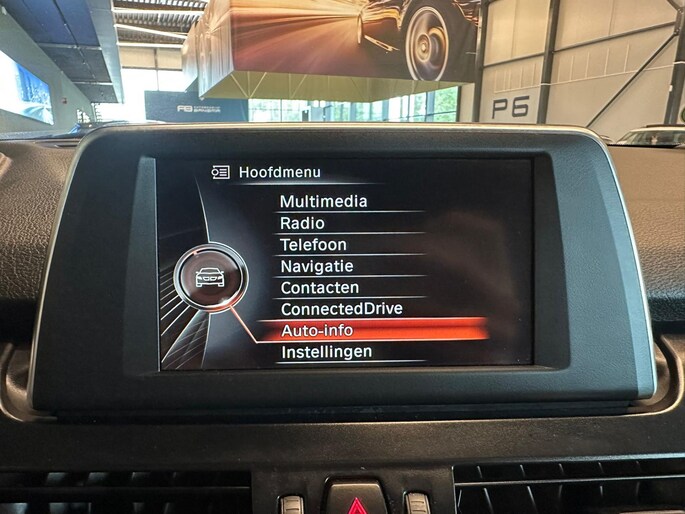 P6
Hoofdmenu
Multimedia
Radio
Telefoon
Navigatie
Contacten
ConnectedDrive
Auto-info
Instellingen